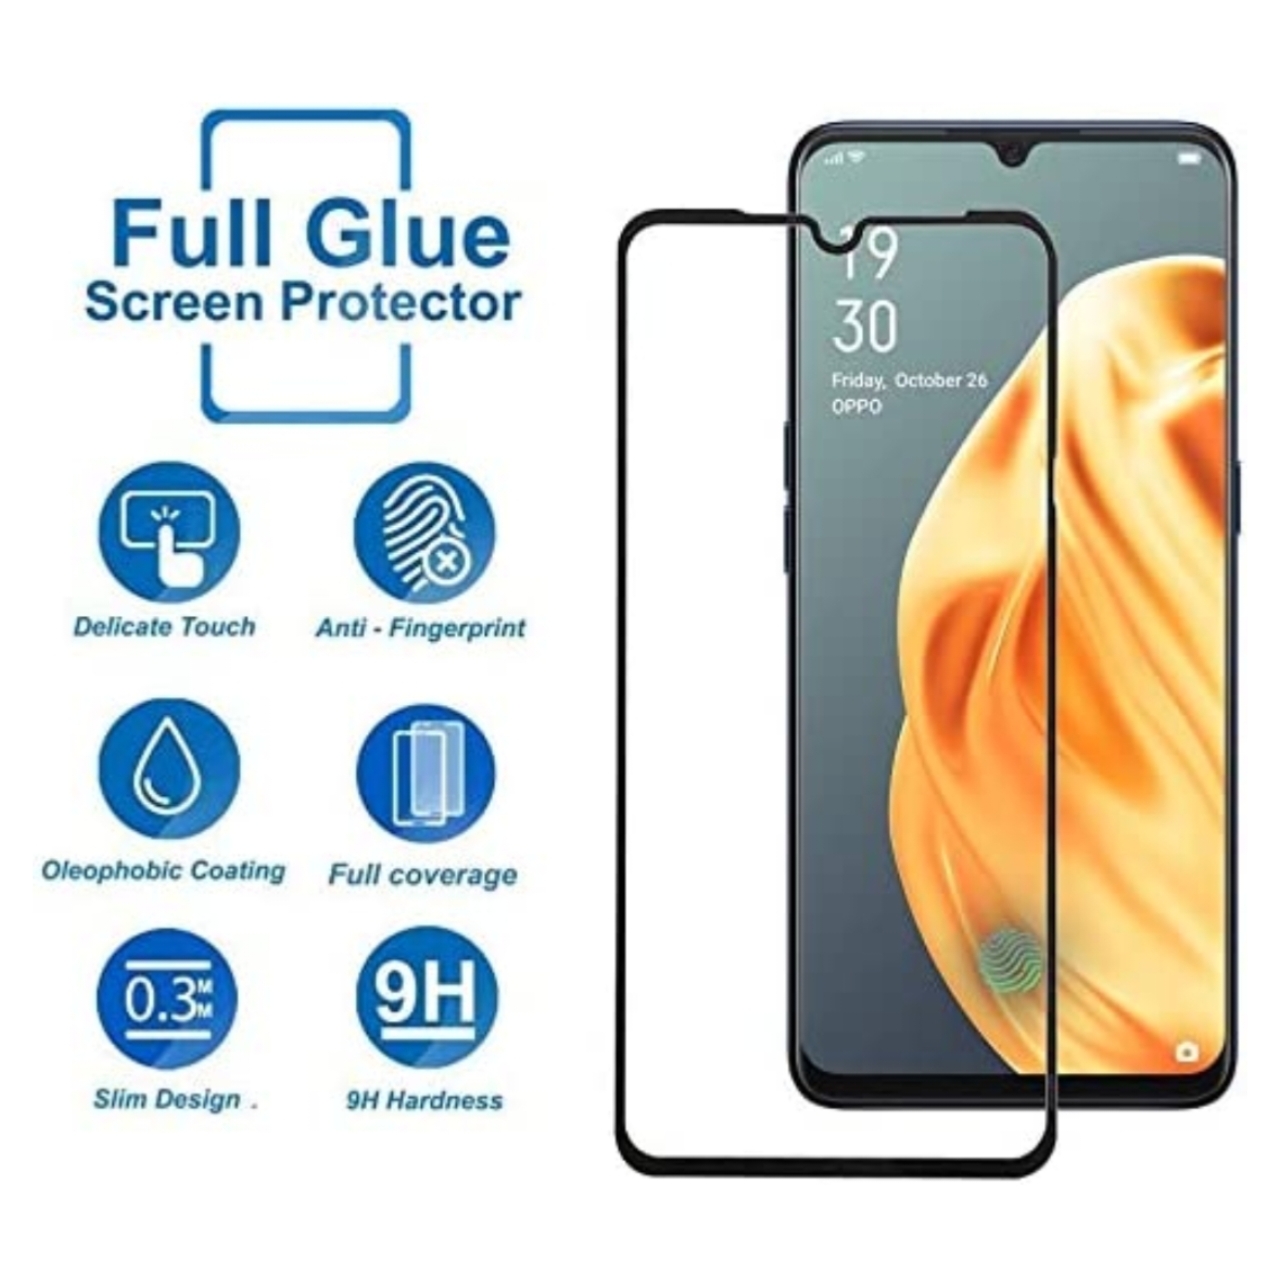 Full Glue
Screen Protector
Delicate Touch
Anti - Fingerprint
Oleophobic Coating
Full coverage
0.3MM
Slim Design .
9H
9H Hardness
19
30
Friday, October 26
OPPO